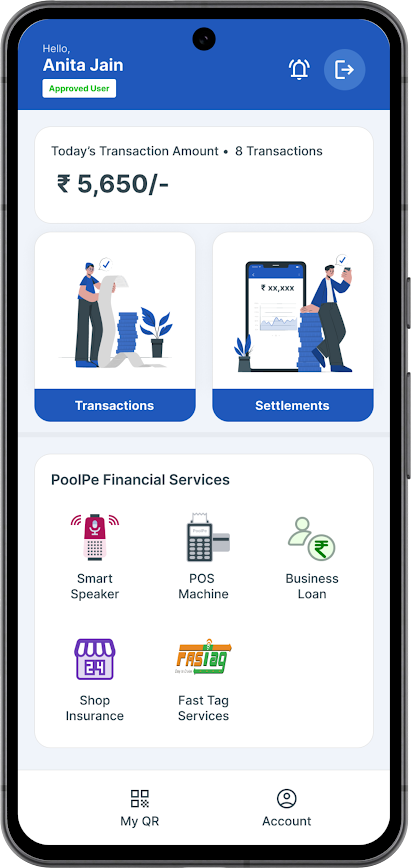 Hello,
Anita Jain
Approved User
Today's Transaction Amount • 8 Transactions
₹ 5,650/-
₹ xx,xxx
Transactions
Settlements
PoolPe Financial Services
PoolPe
Smart
Speaker
POS
Machine
Business
Loan
24
FASTag
Shop
Insurance
Fast Tag
Services
My QR
Account